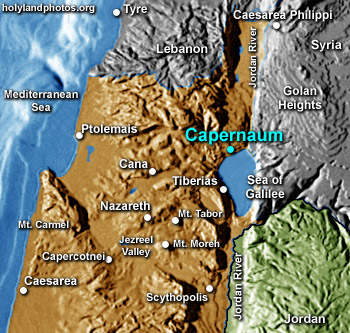 holylandphotos.org
Tyre
Caesarea Philippi
Lebanon
Jordan River
Syria
Mediterranean
Sea
Golan
Heights
Ptolemais
Capernaum
Cana
Tiberias
Sea of
Galilee
Nazareth
Mt. Tabor
Mt. Carmel
Jezreel
Valley
Mt. Moreh
Capercotnei
Caesarea
Scythopolis
Jordan River
Jordan